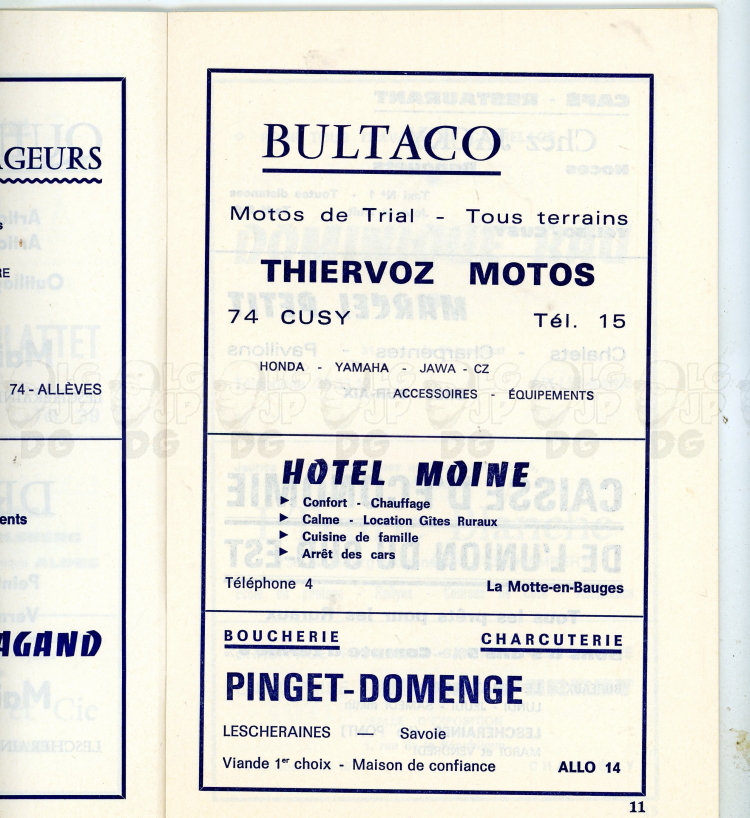 AGEURS
74 - ALLÈVES
ents
AGAND
BULTACO
Motos de Trial - Tous terrains
THIERVOZ MOTOS
74 CUSY Tél. 15
HONDA - YAMAHA - JAWA - CZ
ACCESSOIRES - ÉQUIPEMENTS
HOTEL MOINE
► Confort - Chauffage
► Calme - Location Gîtes Ruraux
► Cuisine de famille
► Arrêt des cars
Téléphone 4 La Motte-en-Bauges
BOUCHERIE CHARCUTERIE
PINGET-DOMENGE
LESCHERAINES — Savoie
Viande 1er choix - Maison de confiance ALLO 14
11